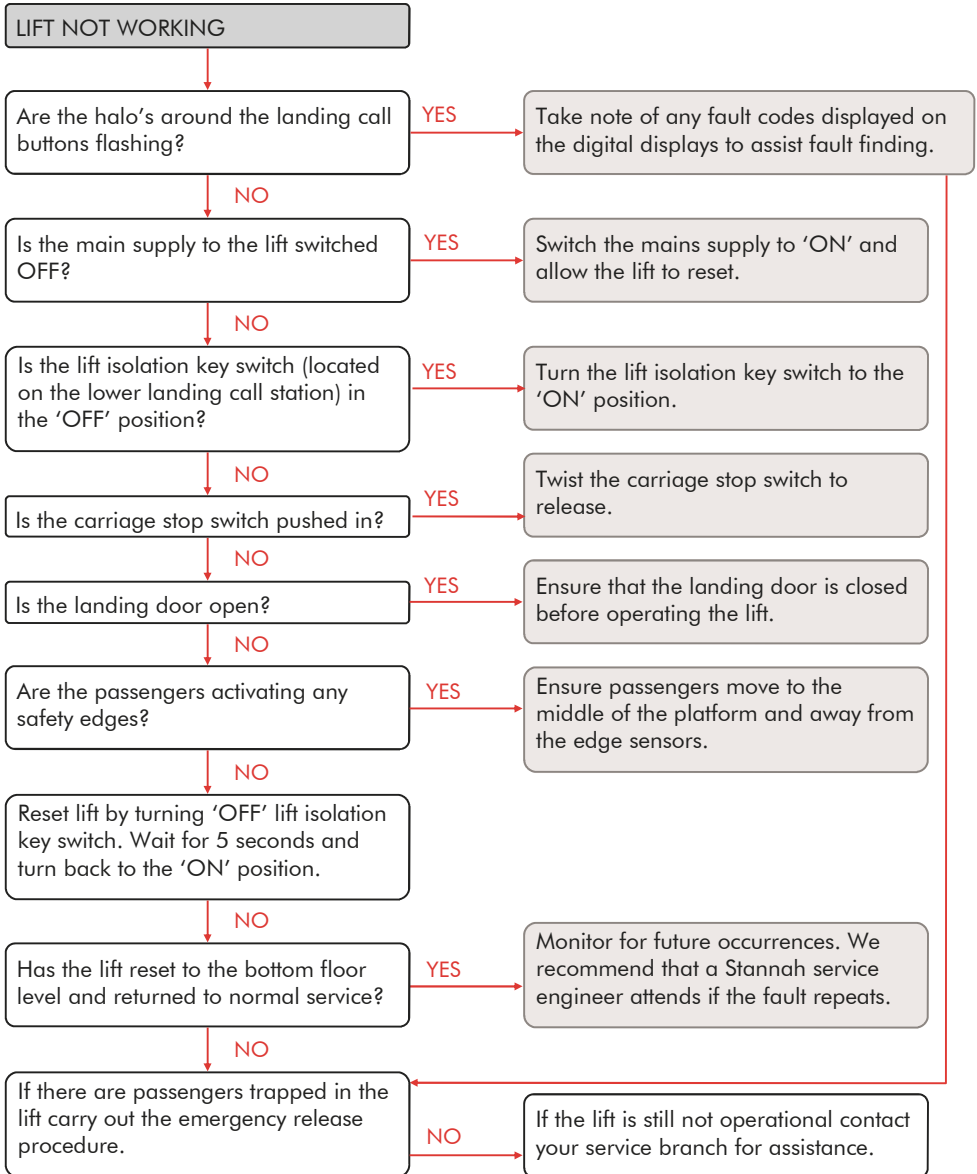 LIFT NOT WORKING
Are the halo’s around the landing call
buttons flashing?
YES
Take note of any fault codes displayed on
the digital displays to assist fault finding.
NO
Is the main supply to the lift switched
OFF?
YES
Switch the mains supply to ‘ON’ and
allow the lift to reset.
NO
Is the lift isolation key switch (located
on the lower landing call station) in
the ‘OFF’ position?
YES
Turn the lift isolation key switch to the
‘ON’ position.
NO
Is the carriage stop switch pushed in?
YES
Twist the carriage stop switch to
release.
NO
Is the landing door open?
YES
Ensure that the landing door is closed
before operating the lift.
NO
Are the passengers activating any
safety edges?
YES
Ensure passengers move to the
middle of the platform and away from
the edge sensors.
NO
Reset lift by turning ‘OFF’ lift isolation
key switch. Wait for 5 seconds and
turn back to the ‘ON’ position.
NO
Has the lift reset to the bottom floor
level and returned to normal service?
YES
Monitor for future occurrences. We
recommend that a Stannah service
engineer attends if the fault repeats.
NO
If there are passengers trapped in the
lift carry out the emergency release
procedure.
NO
If the lift is still not operational contact
your service branch for assistance.